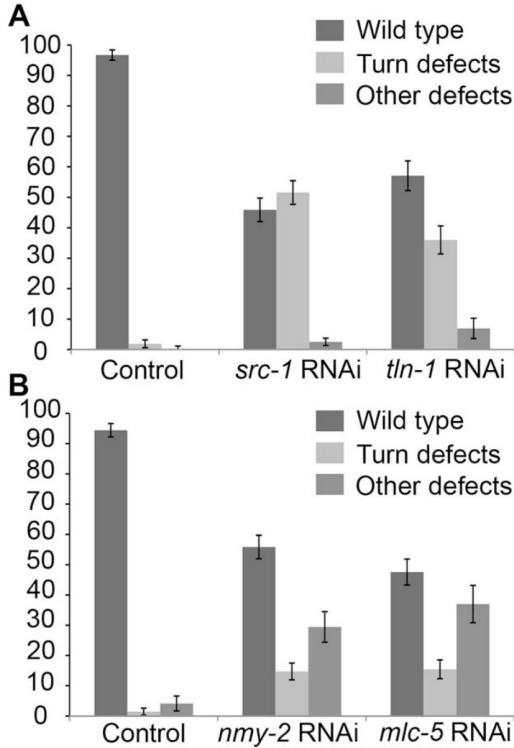 A
100
90
80
70
60
50
40
30
20
10
0
Wild type
Turn defects
Other defects
Control src-1 RNAi tln-1 RNAi
B
100
90
80
70
60
50
40
30
20
10
0
Wild type
Turn defects
Other defects
Control nmy-2 RNAi mlc-5 RNAi